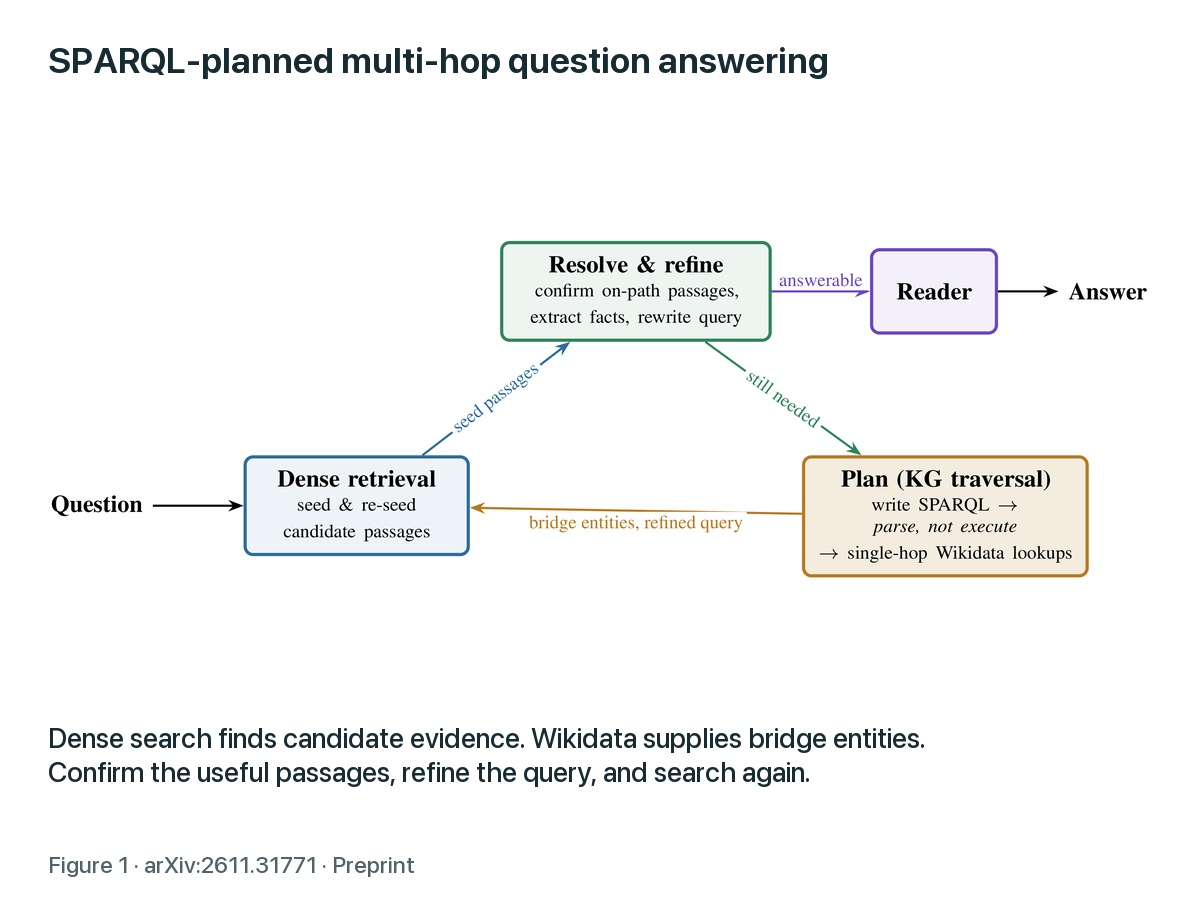 SPARQL-planned multi-hop question answering
Resolve & refine
confirm on-path passages,
extract facts, rewrite query
answerable
Reader
Answer
seed passages
still needed
Question
Dense retrieval
seed & re-seed
candidate passages
bridge entities, refined query
Plan (KG traversal)
write SPARQL →
parse, not execute
→ single-hop Wikidata lookups
Dense search finds candidate evidence. Wikidata supplies bridge entities.
Confirm the useful passages, refine the query, and search again.
Figure 1 · arXiv:2611.31771 · Preprint